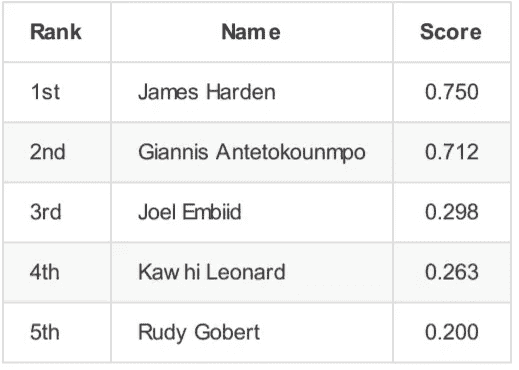 Rank Name Score
1st James Harden 0.750
2nd Giannis Antetokounmpo 0.712
3rd Joel Embiid 0.298
4th Kawhi Leonard 0.263
5th Rudy Gobert 0.200